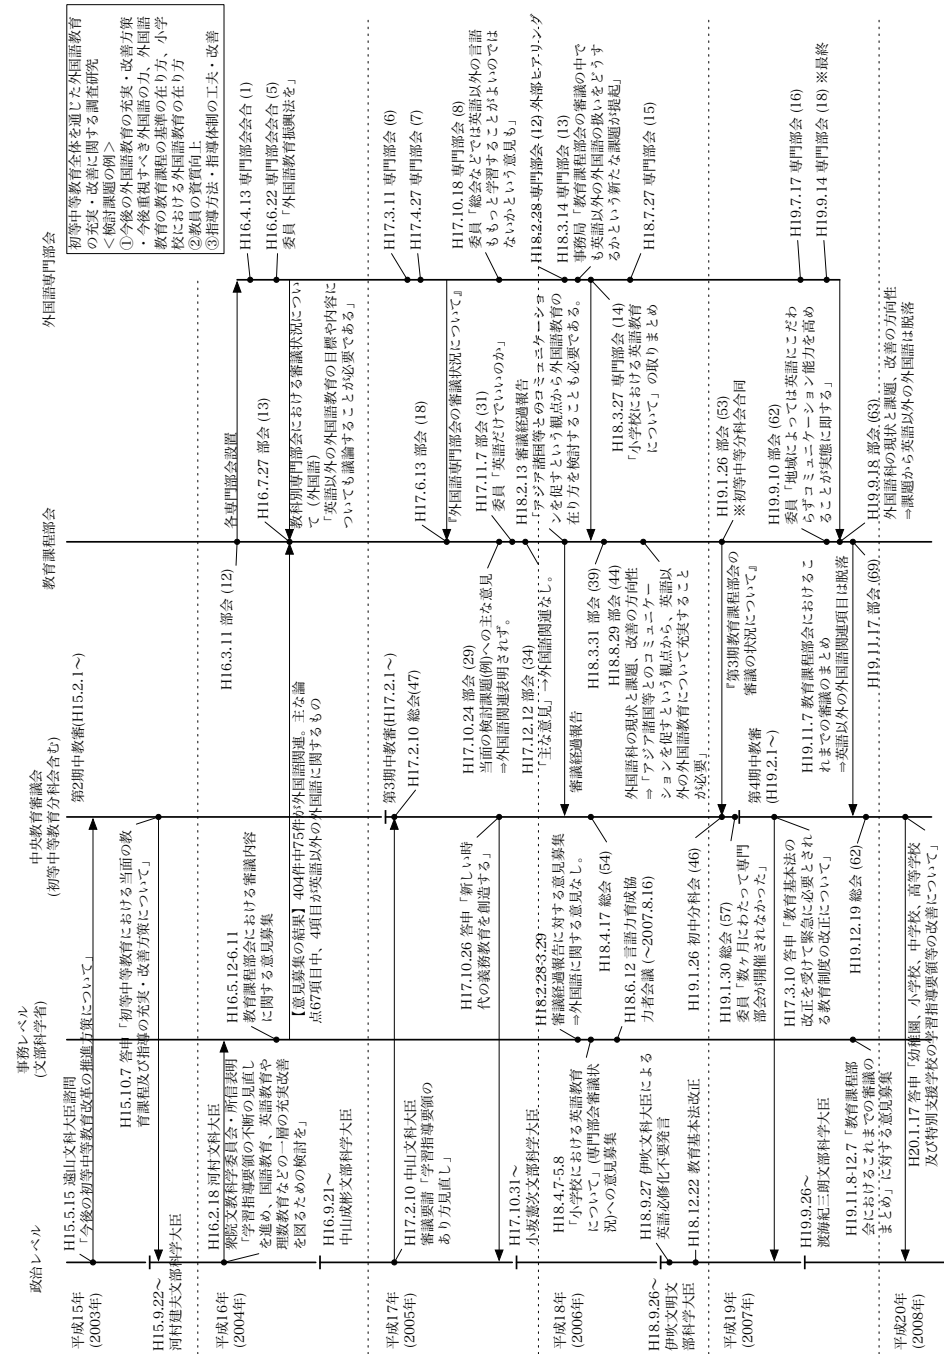 政治レベル
事務レベル
(文部科学省)
中央教育審議会
(初等中等教育分科会含む)
教育課程部会
外国語専門部会
平成15年
(2003年)
平成16年
(2004年)
平成17年
(2005年)
平成18年
(2006年)
平成19年
(2007年)
平成20年
(2008年)
H15.5.15 遠山文科大臣諮問
「今後の初等中等教育改革の推進方策について」
H15.9.22〜
河村建夫文部科学大臣
H16.2.18 河村文科大臣
衆院文教科学委員会 所信表明
「学習指導要領の不断の見直し
を進め、国語教育、英語教育や
理数教育などの一層の充実改善
を図るための検討を」
H16.9.21〜
中山成彬文部科学大臣
H17.2.10 中山文科大臣
審議要請「学習指導要領の
あり方見直し」
H17.10.31〜
小坂憲次文部科学大臣
H18.4.7-5.8
「小学校における英語教育
について」(専門部会審議状
況)への意見募集
H18.9.27 伊吹文科大臣による
英語必修化不要発言
H18.9.26〜
伊吹文明文
部科学大臣
H18.12.22 教育基本法改正
H19.9.26〜
渡海紀三朗文部科学大臣
H19.11.8-12.7「教育課程部
会におけるこれまでの審議の
まとめ」に対する意見募集
H20.1.17 答申「幼稚園、小学校、中学校、高等学校
及び特別支援学校の学習指導要領等の改善について」
H15.10.7 答申「初等中等教育における当面の教
育課程及び指導の充実・改善方策について」
H16.5.12-6.11
教育課程部会における審議内容
に関する意見募集
【意見募集の結果】404件中75件が外国語関連。主な論
点67項目中、4項目が英語以外の外国語に関するもの
H17.10.26 答申「新しい時
代の義務教育を創造する」
H18.2.28-3.29
審議経過報告に対する意見募集
⇒外国語に関する意見なし。
H18.4.17 総会 (54)
H18.6.12 言語力育成協
力者会議 (〜2007.8.16)
H19.1.26 初中分科会 (46)
H19.1.30 総会 (57)
委員「数ヶ月にわたって専門
部会が開催されなかった」
H17.3.10 答申「教育基本法の
改正を受けて緊急に必要とされ
る教育制度の改正について」
H19.12.19 総会 (62)
第2期中教審(H15.2.1〜)
第3期中教審(H17.2.1〜)
H17.2.10 総会(47)
H16.3.11 部会 (12)
各専門部会設置
H16.7.27 部会 (13)
教科別専門部会における審議状況につい
て (外国語)
「英語以外の外国語教育の目標や内容に
ついても議論することが必要である」
H17.10.24 部会 (29)
当面の検討課題(例)への主な意見
⇒外国語関連表明されず。
H17.12.12 部会 (34)
「主な意見」→外国語関連なし。
審議経過報告
H18.3.31 部会 (39)
H18.8.29 部会 (44)
外国語科の現状と課題、改善の方向性
⇒「アジア諸国等とのコミュニケー
ションを促すという観点から、英語以
外の外国語教育について充実すること
が必要」
『第3期教育課程部会の
審議の状況について』
第4期中教審
(H19.2.1〜)
H19.11.7 教育課程部会におけるこ
れまでの審議のまとめ
⇒英語以外の外国語関連項目は脱落
H19.11.17 部会 (69)
H17.6.13 部会 (18)
『外国語専門部会の審議状況について』
H17.11.7 部会 (31)
委員「英語だけでいいのか」
H18.2.13 審議経過報告
「アジア諸国等とのコミュニケーショ
ンを促すという観点から外国語教育の
在り方を検討することも必要である。
H18.3.27 専門部会 (14)
「小学校における英語教育
について」の取りまとめ
H19.1.26 部会 (53)
※初等中等分科会合同
H19.9.10 部会 (62)
委員「地域によっては英語にこだわ
らずコミュニケーション能力を高め
ることが実態に即する」
H19.9.18 部会 (63)
外国語科の現状と課題、改善の方向性
⇒課題から英語以外の外国語は脱落
初等中等教育全体を通じた外国語教育
の充実・改善に関する調査研究
＜検討課題の例＞
①今後の外国語教育の充実・改善方策
・今後重視すべき外国語の力、外国語
教育の教育課程の基準の在り方、小学
校における外国語教育の在り方
②教員の資質向上
③指導方法・指導体制の工夫・改善
H16.4.13 専門部会会合 (1)
H16.6.22 専門部会会合 (5)
委員「外国語教育振興法を」
H17.3.11 専門部会 (6)
H17.4.27 専門部会 (7)
H17.10.18 専門部会 (8)
委員「総会などでは英語以外の言語
ももっと学習することがよいのでは
ないかという意見も」
H18.2.28 専門部会 (12) 外部ヒアリング
H18.3.14 専門部会 (13)
事務局「教育課程部会の審議の中で
も英語以外の外国語の扱いをどうす
るかという新たな課題が提起」
H18.7.27 専門部会 (15)
H19.7.17 専門部会 (16)
H19.9.14 専門部会 (18) ※最終